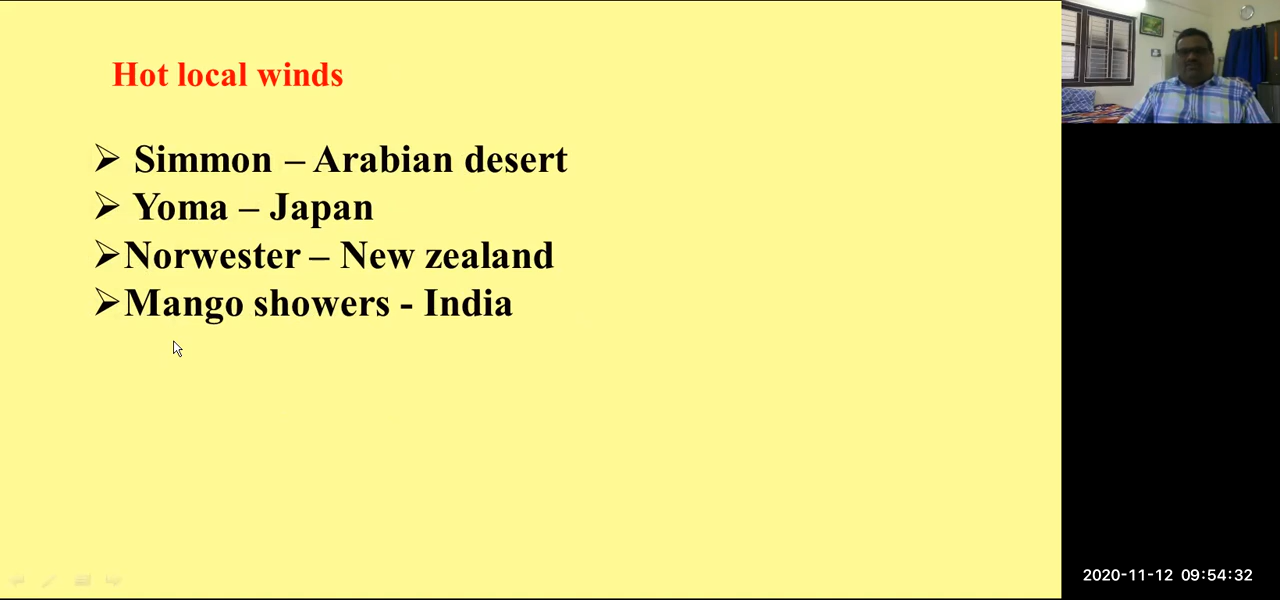 Hot local winds
➢ Simmon – Arabian desert
➢ Yoma – Japan
➢Norwester – New zealand
➢Mango showers - India
2020-11-12 09:54:32